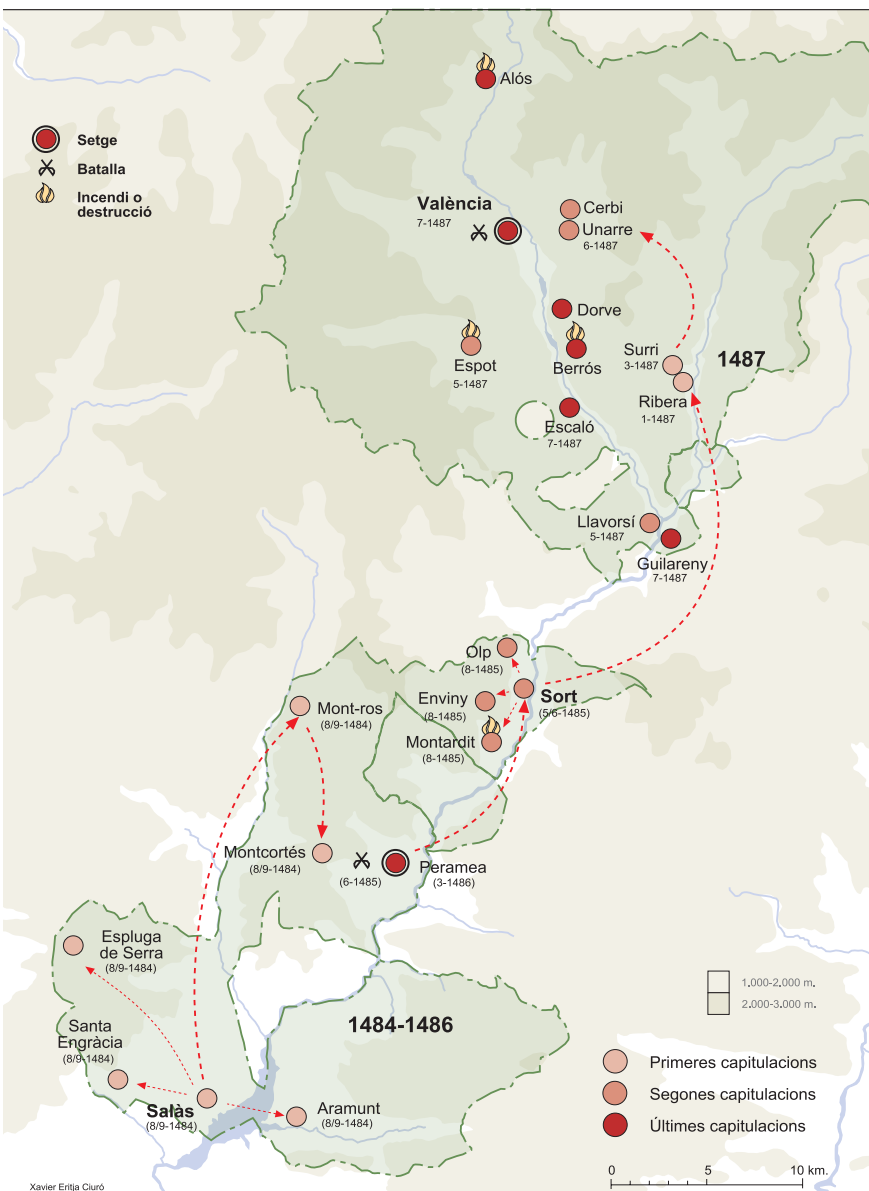 Alós
Setge
Batalla
Incendi o
destrucció
València
7-1487
Cerbi
Unarre
6-1487
Dorve
Espot
5-1487
Berrós
Surri
3-1487
1487
Ribera
1-1487
Escaló
7-1487
Llavorsí
5-1487
Guilareny
7-1487
Olp
(8-1485)
Enviny
(8-1485)
Sort
(5/6-1485)
Montardit
(8-1485)
Mont-ros
(8/9-1484)
Montcortés
(8/9-1484)
(6-1485)
Peramea
(3-1486)
Espluga
de Serra
(8/9-1484)
Santa
Engràcia
(8/9-1484)
Salàs
(8/9-1484)
Aramunt
(8/9-1484)
1484-1486
1.000-2.000 m.
2.000-3.000 m.
Primeres capitulacions
Segones capitulacions
Últimes capitulacions
0 5 10 km.
Xavier Eritja Ciuró